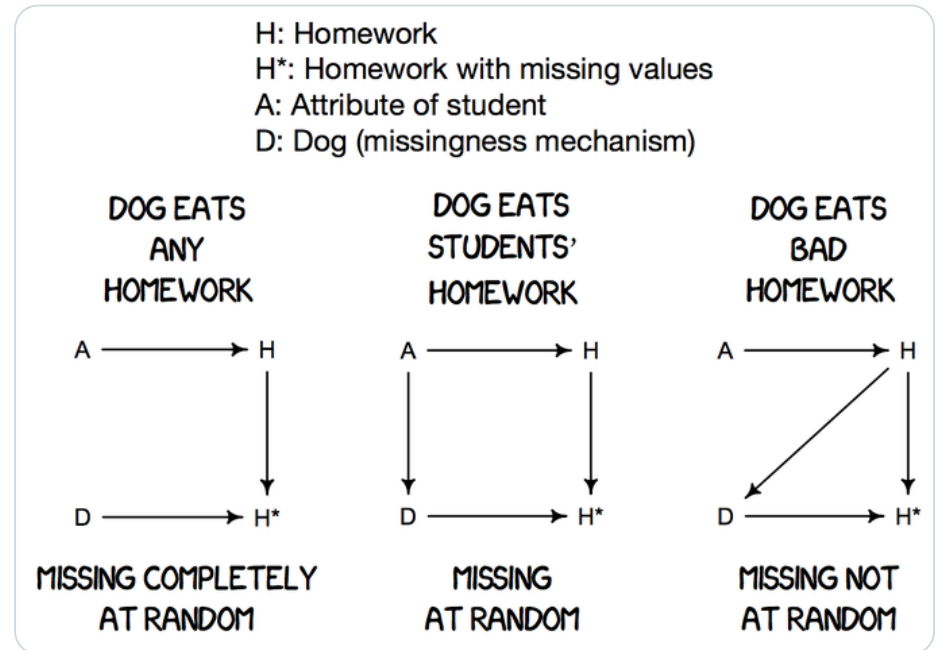 H: Homework
H*: Homework with missing values
A: Attribute of student
D: Dog (missingness mechanism)
DOG EATS
ANY
HOMEWORK
A H
D H*
MISSING COMPLETELY
AT RANDOM
DOG EATS
STUDENTS’
HOMEWORK
A H
D H*
MISSING
AT RANDOM
DOG EATS
BAD
HOMEWORK
A H
D H*
MISSING NOT
AT RANDOM